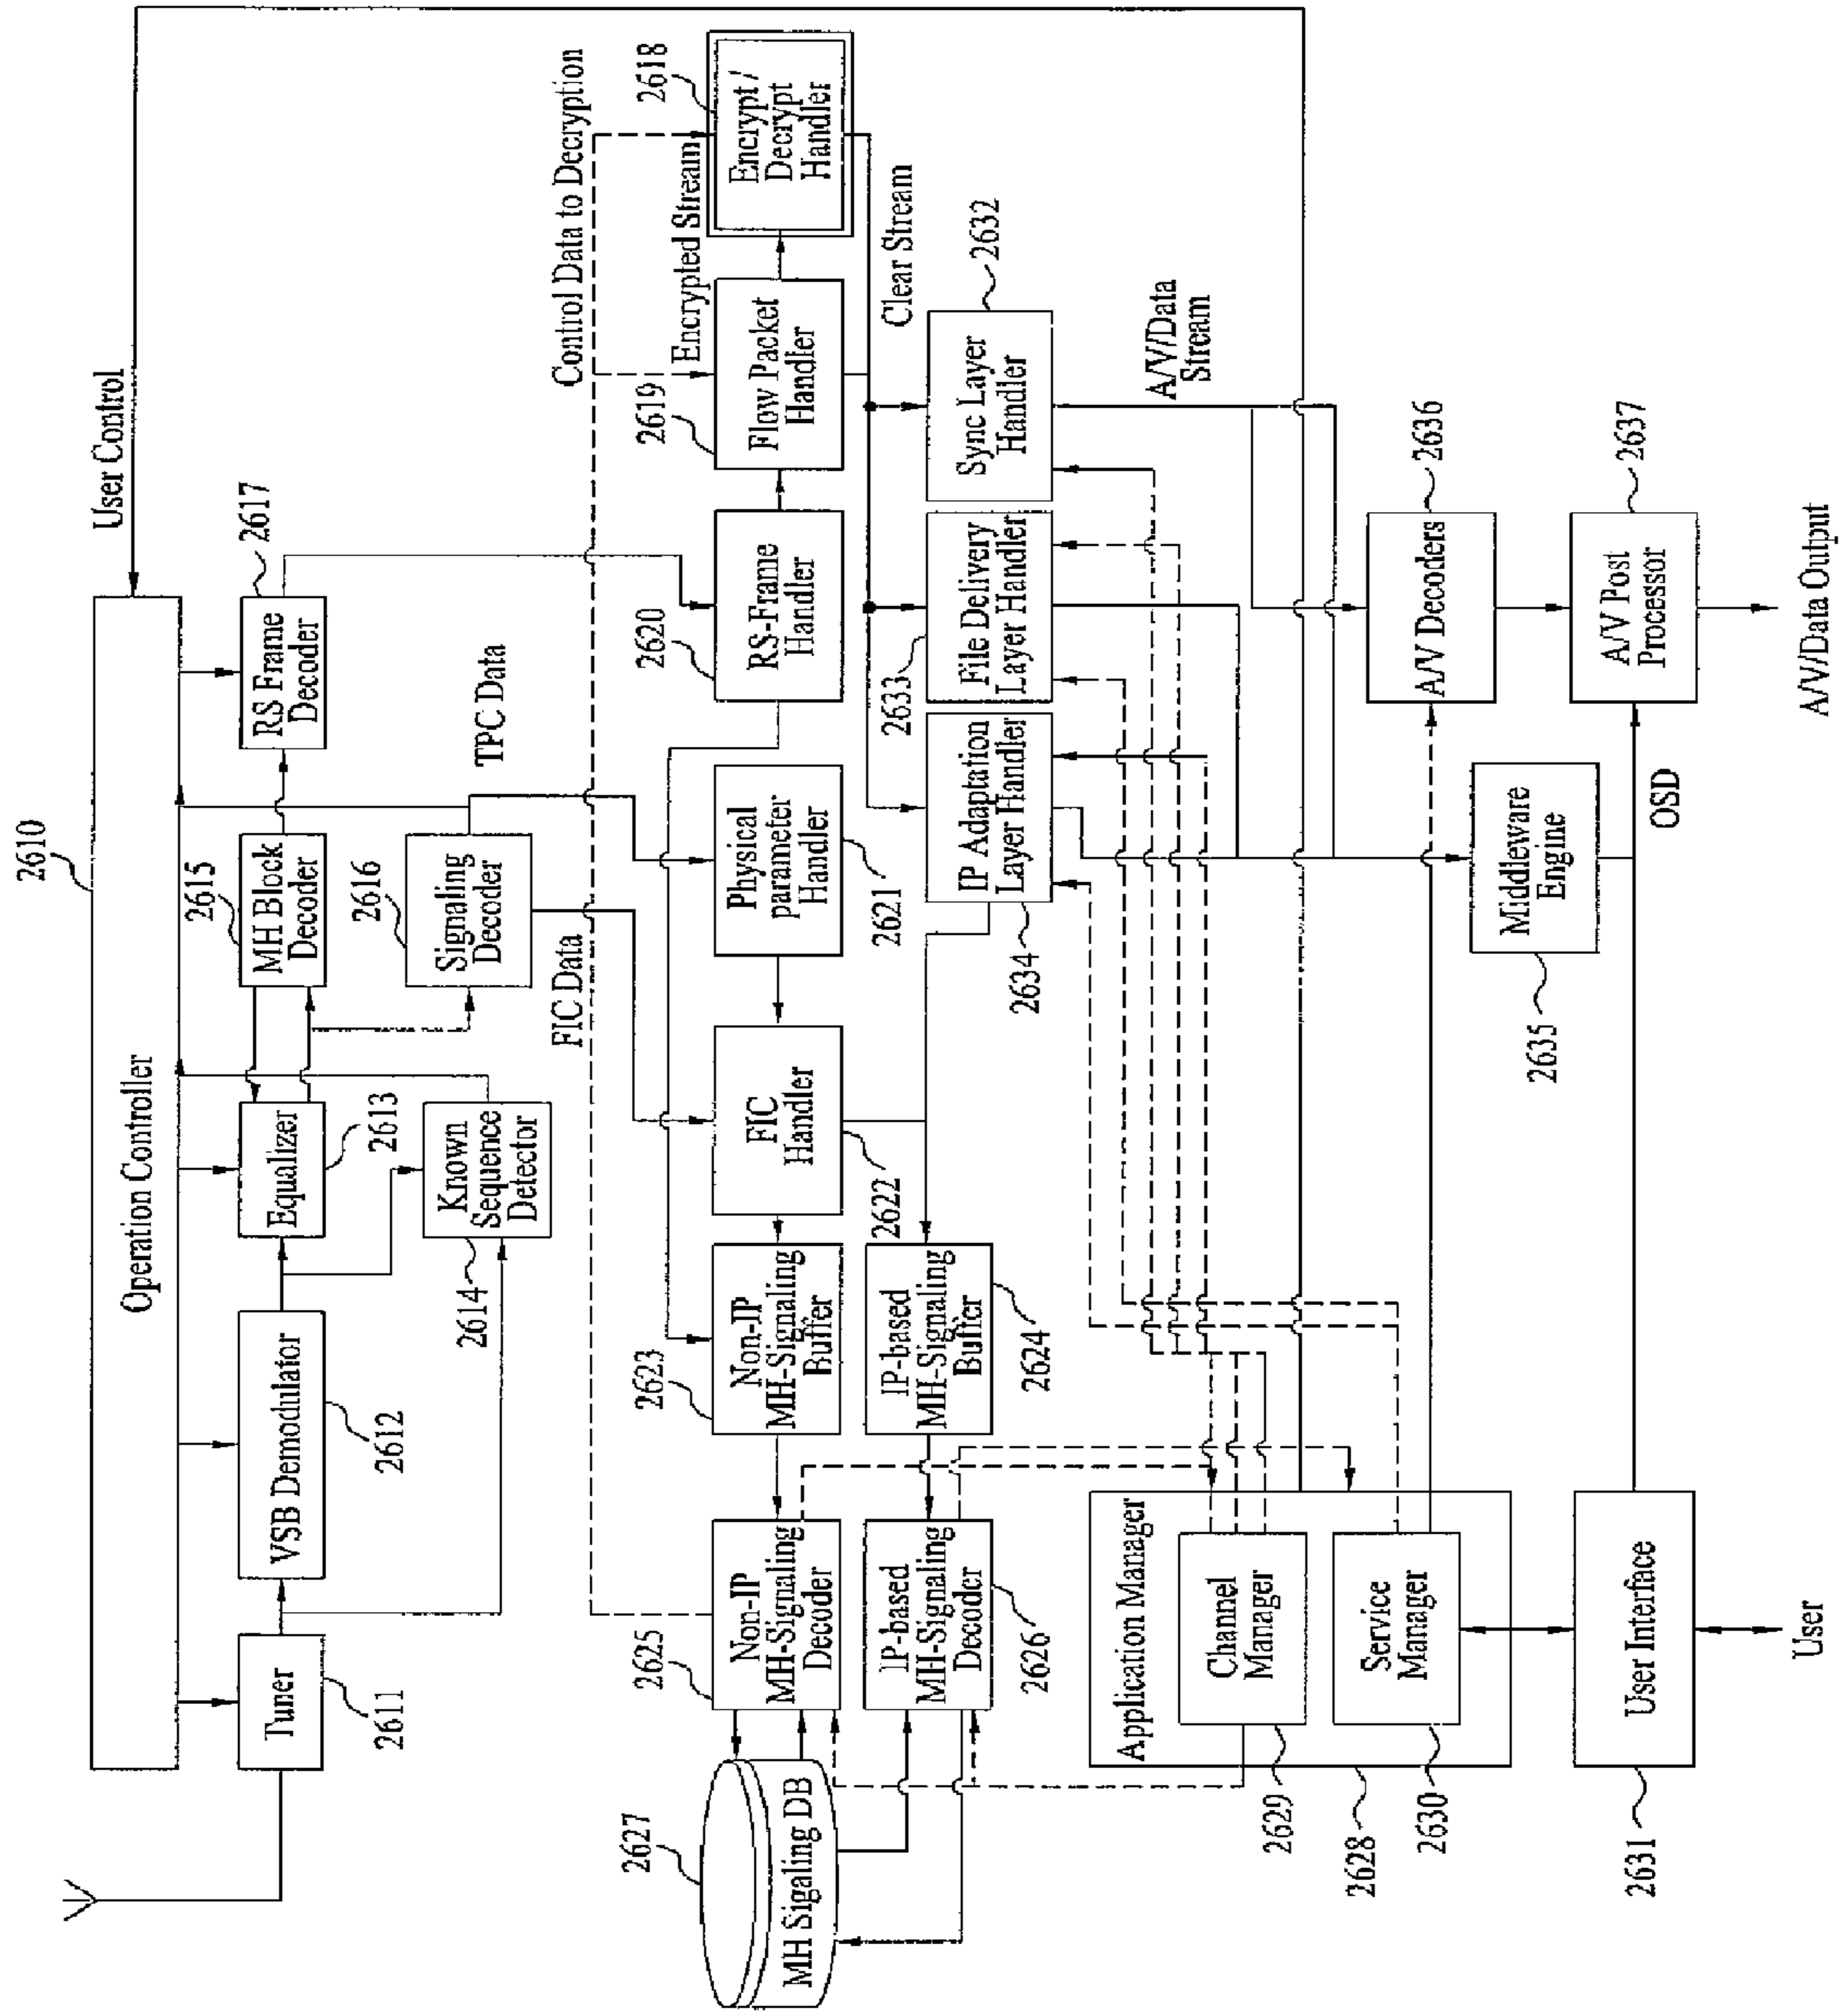 User Control
2610
Operation Controller
Tuner
2611
VSB Demodulator
2612
Equalizer
2613
Known
Sequence
Detector
2614
MH Block
Decoder
2615
Signaling
Decoder
2616
RS Frame
Decoder
2617
TPC Data
FIC Data
Control Data to Decryption
Encrypted Stream
Encrypt /
Decrypt
Handler
2618
Flow Packet
Handler
2619
RS-Frame
Handler
2620
Physical
parameter
Handler
2621
FIC
Handler
2622
Non-IP
MH-Signaling
Buffer
2623
IP-based
MH-Signaling
Buffer
2624
Non-IP
MH-Signaling
Decoder
2625
IP-based
MH-Signaling
Decoder
2626
2627
MH Sigaling DB
Clear Stream
Sync Layer
Handler
2632
File Delivery
Layer Handler
2633
IP Adaptation
Layer Handler
2634
A/V/Data
Stream
Application Manager
Channel
Manager
2629
Service
Manager
2630
2628
User Interface
2631
User
Middleware
Engine
2635
A/V Decoders
2636
A/V Post
Processor
2637
OSD
A/V/Data Output